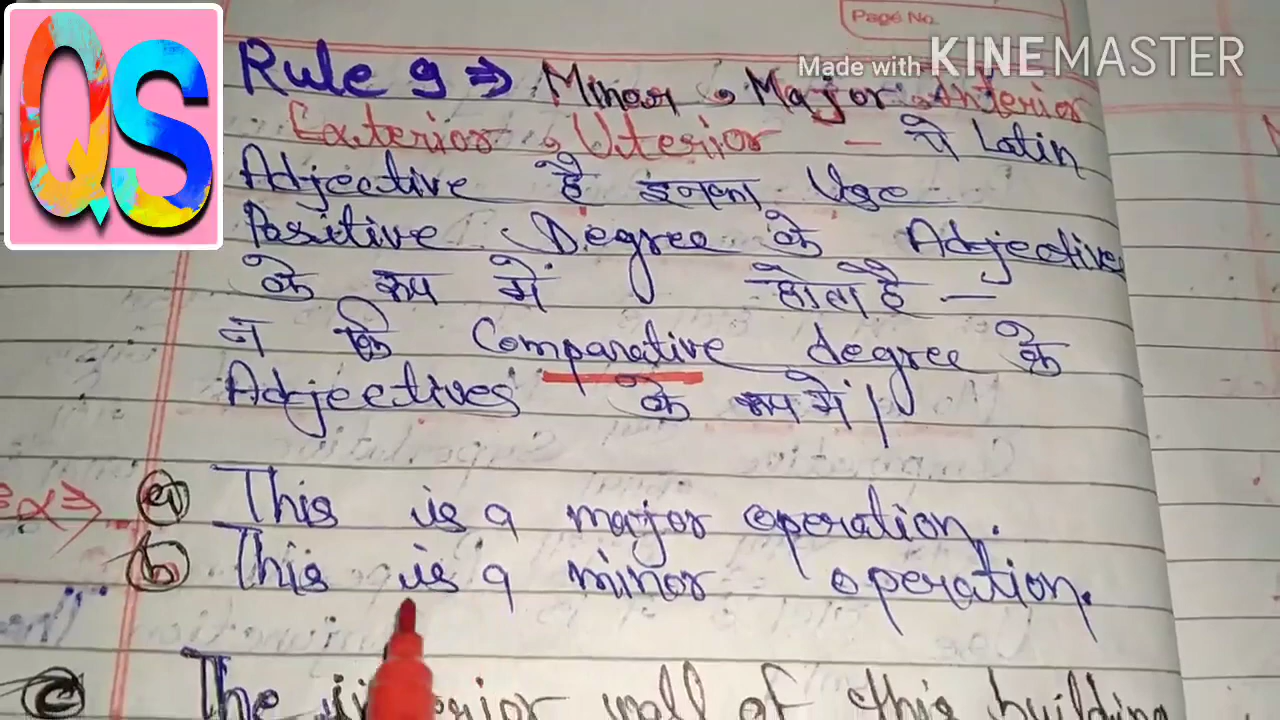 Page No.
QS
Made with KINEMASTER
Rule 9 ⇒ Minor, Major, Anterior
Exterior, Uterior – ये Latin
Adjective है इनका Use
Positive Degree के Adjective
के रूप में होता है —
न कि Comparative degree के
Adjectives के रूप में।
Ex ⇒ (a) This is a major operation.
(b) This is a minor operation.
(c) The wall of this building